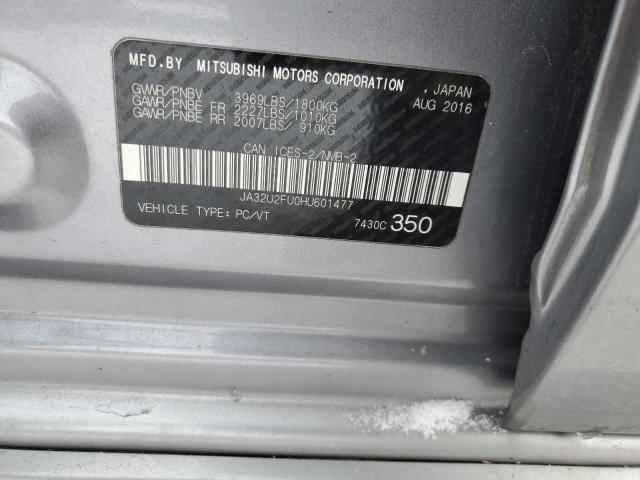 MFD.BY MITSUBISHI MOTORS CORPORATION , JAPAN
AUG 2016
GVWR/PNBV 3969LBS/1800KG
GAWR/PNBE FR 2227LBS/1010KG
GAWR/PNBE RR 2007LBS/ 910KG
CAN ICES-2/NMB-2
JA32U2FU0HU601477
VEHICLE TYPE: PC/VT 7430C 350